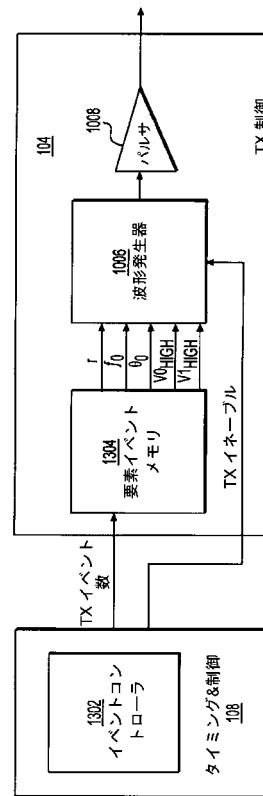 104
1008
パルサ
TX 制御
1006
波形発生器
r
f0
θ0
V0HIGH
V1HIGH
1304
要素イベント
メモリ
TX イネーブル
TX イベント
数
1302
イベントコン
トローラ
タイミング&制御
108